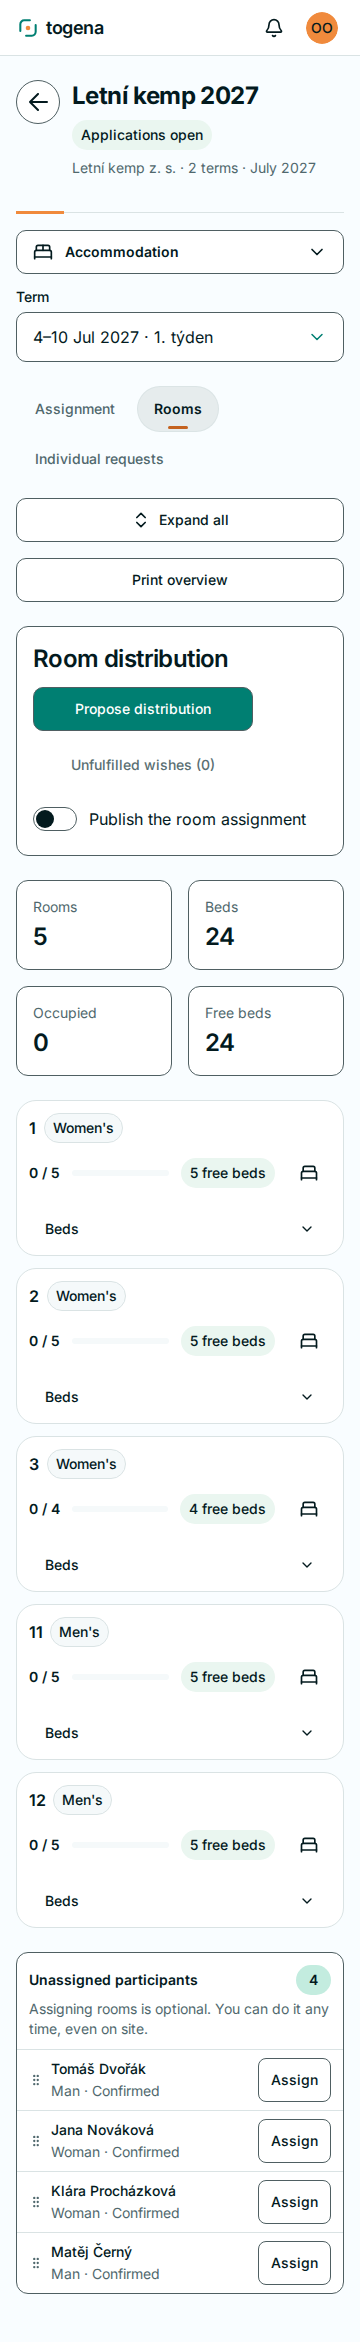 togena
OO
Letní kemp 2027
Applications open
Letní kemp z. s. · 2 terms · July 2027
Accommodation
Term
4–10 Jul 2027 · 1. týden
Assignment
Rooms
Individual requests
Expand all
Print overview
Room distribution
Propose distribution
Unfulfilled wishes (0)
Publish the room assignment
Rooms
5
Beds
24
Occupied
0
Free beds
24
1 Women's
0 / 5
5 free beds
Beds
2 Women's
0 / 5
5 free beds
Beds
3 Women's
0 / 4
4 free beds
Beds
11 Men's
0 / 5
5 free beds
Beds
12 Men's
0 / 5
5 free beds
Beds
Unassigned participants
4
Assigning rooms is optional. You can do it any
time, even on site.
Tomáš Dvořák
Man · Confirmed
Assign
Jana Nováková
Woman · Confirmed
Assign
Klára Procházková
Woman · Confirmed
Assign
Matěj Černý
Man · Confirmed
Assign